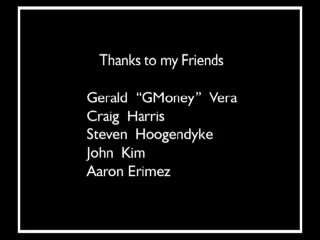 Thanks to my Friends
Gerald “GMoney” Vera
Craig Harris
Steven Hoogendyke
John Kim
Aaron Erimez